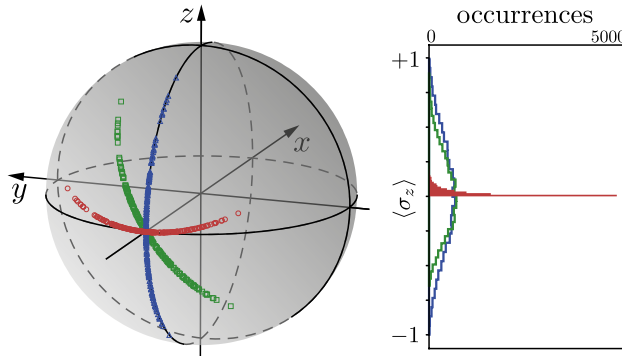 z
x
y
occurrences
0 5000
+1
⟨σz⟩
−1